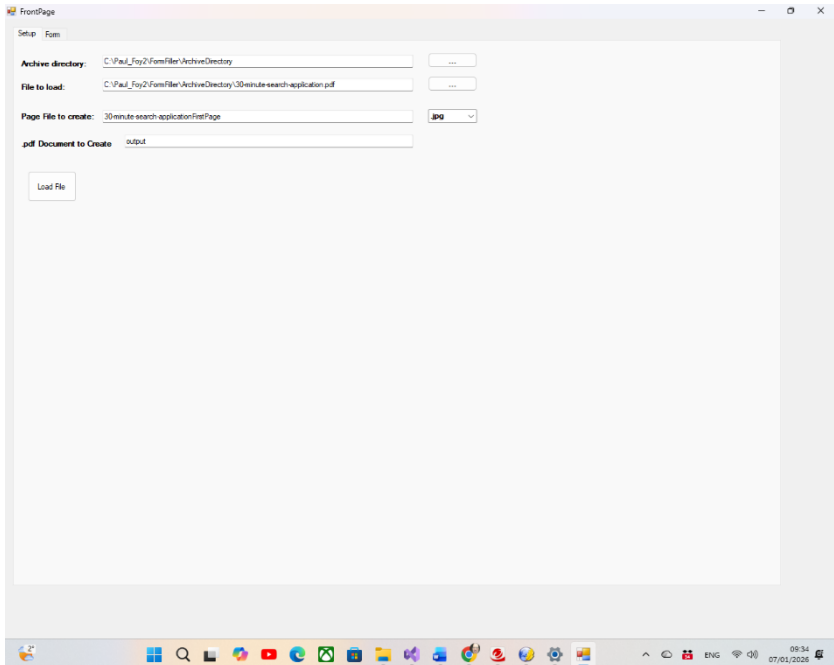 FrontPage
Setup Form
Archive directory: C:\Paul_Foy2\FormFiller\ArchiveDirectory ...
File to load: C:\Paul_Foy2\FormFiller\ArchiveDirectory\30-minute-search-application.pdf ...
Page File to create: 30-minute-search-applicationFirstPage .jpg
.pdf Document to Create output
Load File
2°
ENG 09:34
07/01/2026